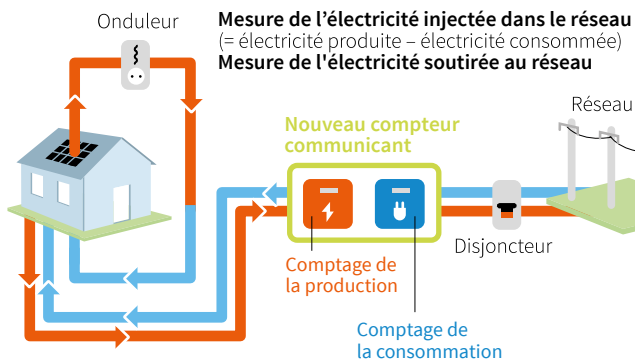 Onduleur
Mesure de l’électricité injectée dans le réseau
(= électricité produite – électricité consommée)
Mesure de l'électricité soutirée au réseau
Réseau
Nouveau compteur
communicant
Disjoncteur
Comptage de
la production
Comptage de
la consommation